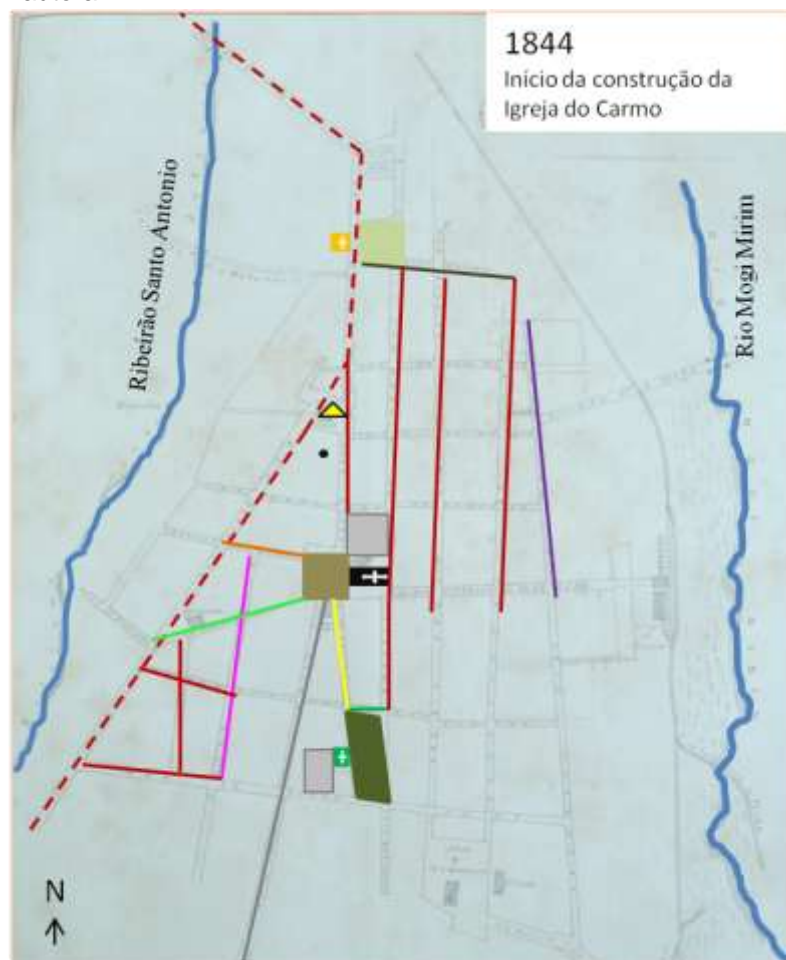 1844
Início da construção da
Igreja do Carmo
Ribeirão Santo Antonio
Rio Mogi Mirim
N